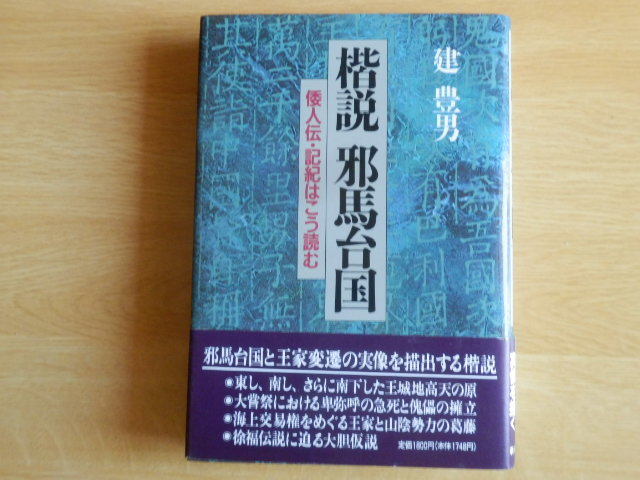 建 豊男
楷説 邪馬台国
倭人伝・記紀はこう読む
邪馬台国と王家変遷の実像を描出する楷説
●東し、南し、さらに南下した王城地高天の原
●大嘗祭における卑弥呼の急死と傀儡の擁立
●海上交易権をめぐる王家と山陰勢力の葛藤
●徐福伝説に迫る大胆仮説
定価1800円(本体1748円)